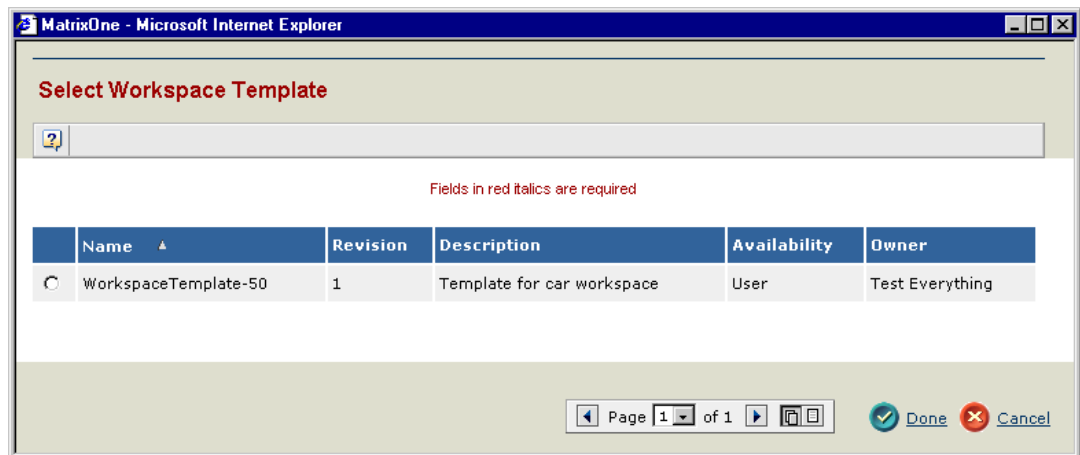 MatrixOne - Microsoft Internet Explorer
Select Workspace Template
Fields in red italics are required
Name Revision Description Availability Owner
WorkspaceTemplate-50 1 Template for car workspace User Test Everything
Page 1 of 1 Done Cancel